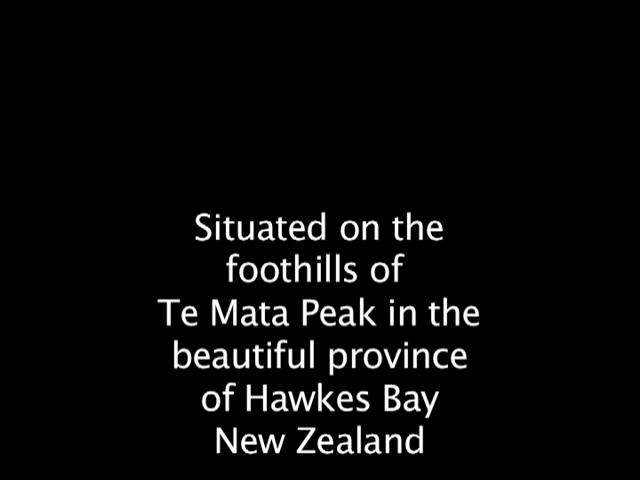 Situated on the
foothills of
Te Mata Peak in the
beautiful province
of Hawkes Bay
New Zealand